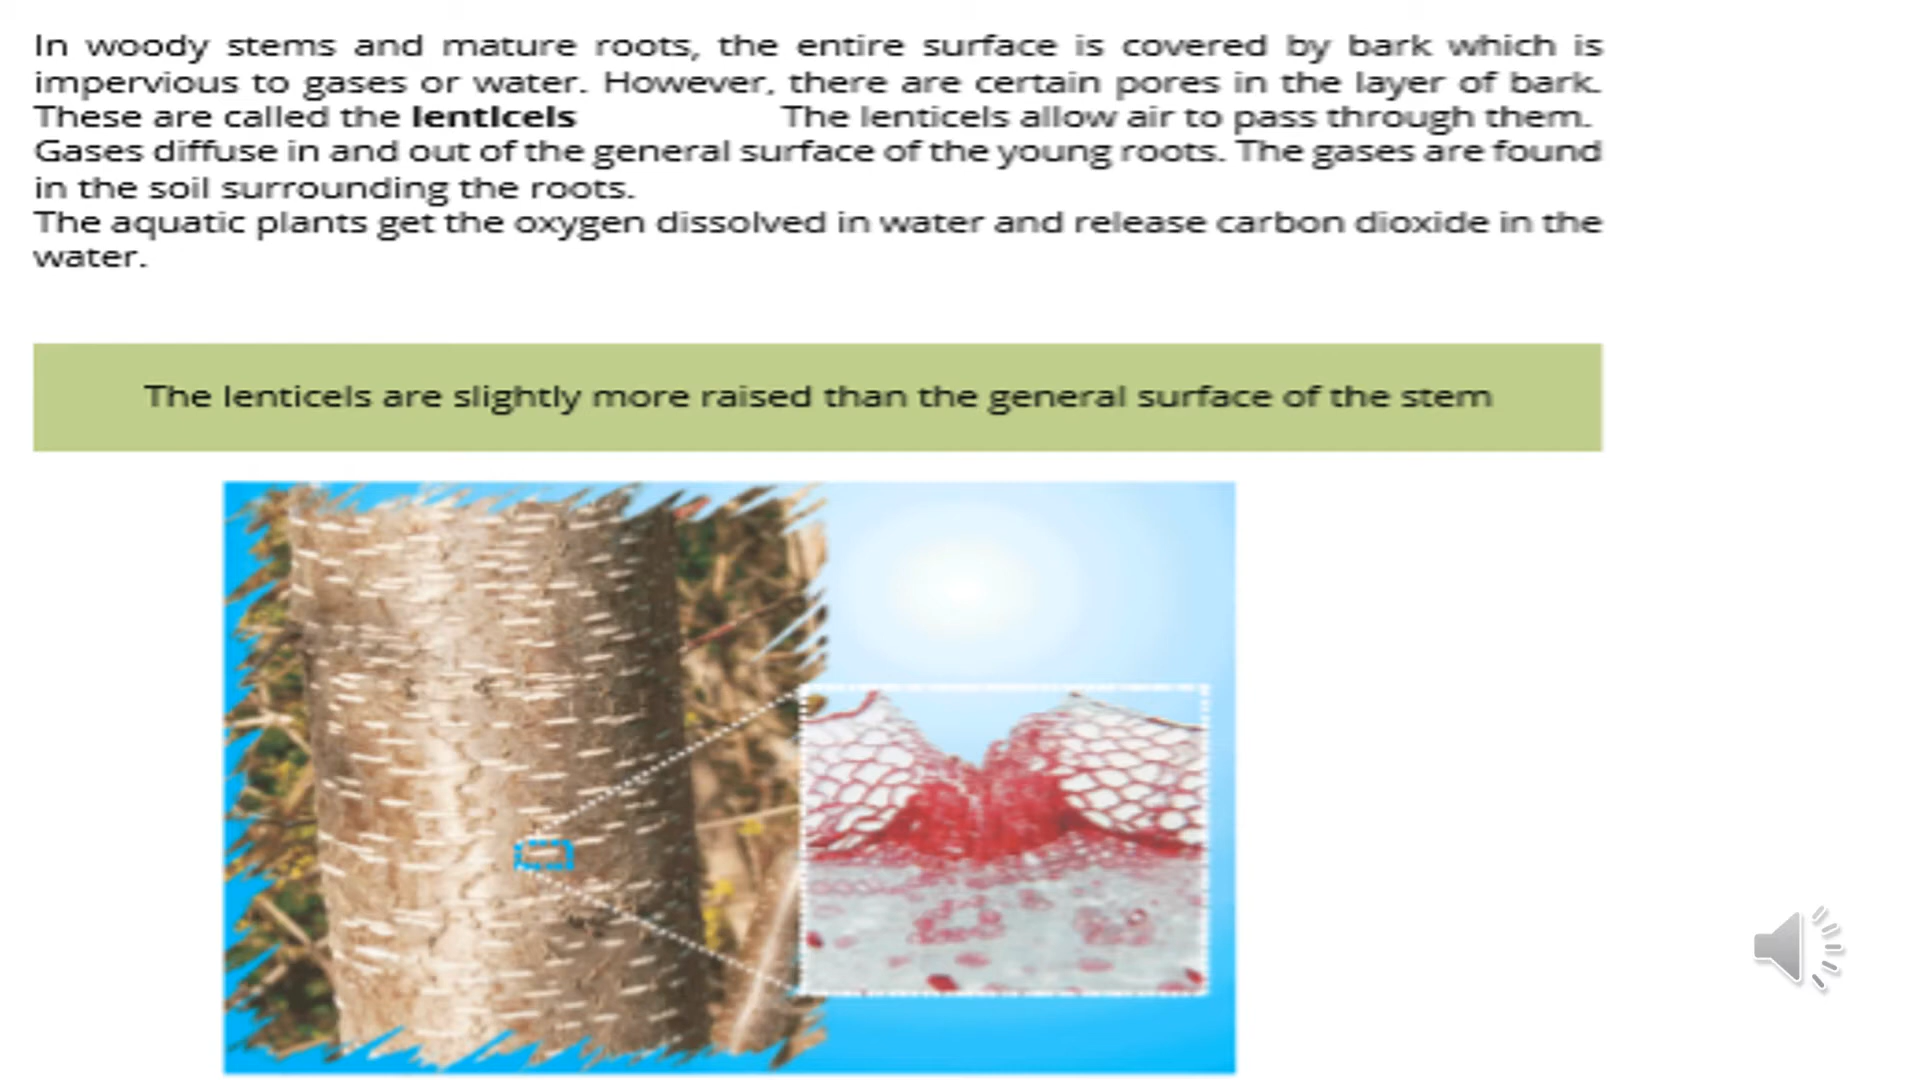 In woody stems and mature roots, the entire surface is covered by bark which is
impervious to gases or water. However, there are certain pores in the layer of bark.
These are called the lenticels The lenticels allow air to pass through them.
Gases diffuse in and out of the general surface of the young roots. The gases are found
in the soil surrounding the roots.
The aquatic plants get the oxygen dissolved in water and release carbon dioxide in the
water.
The lenticels are slightly more raised than the general surface of the stem